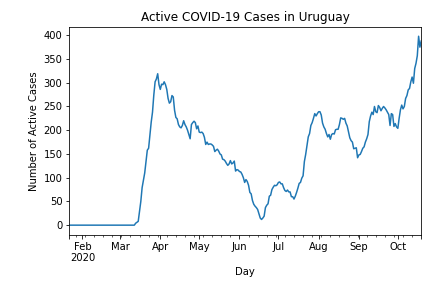 Active COVID-19 Cases in Uruguay
Number of Active Cases
400
350
300
250
200
150
100
50
0
Feb Mar Apr May Jun Jul Aug Sep Oct
2020
Day